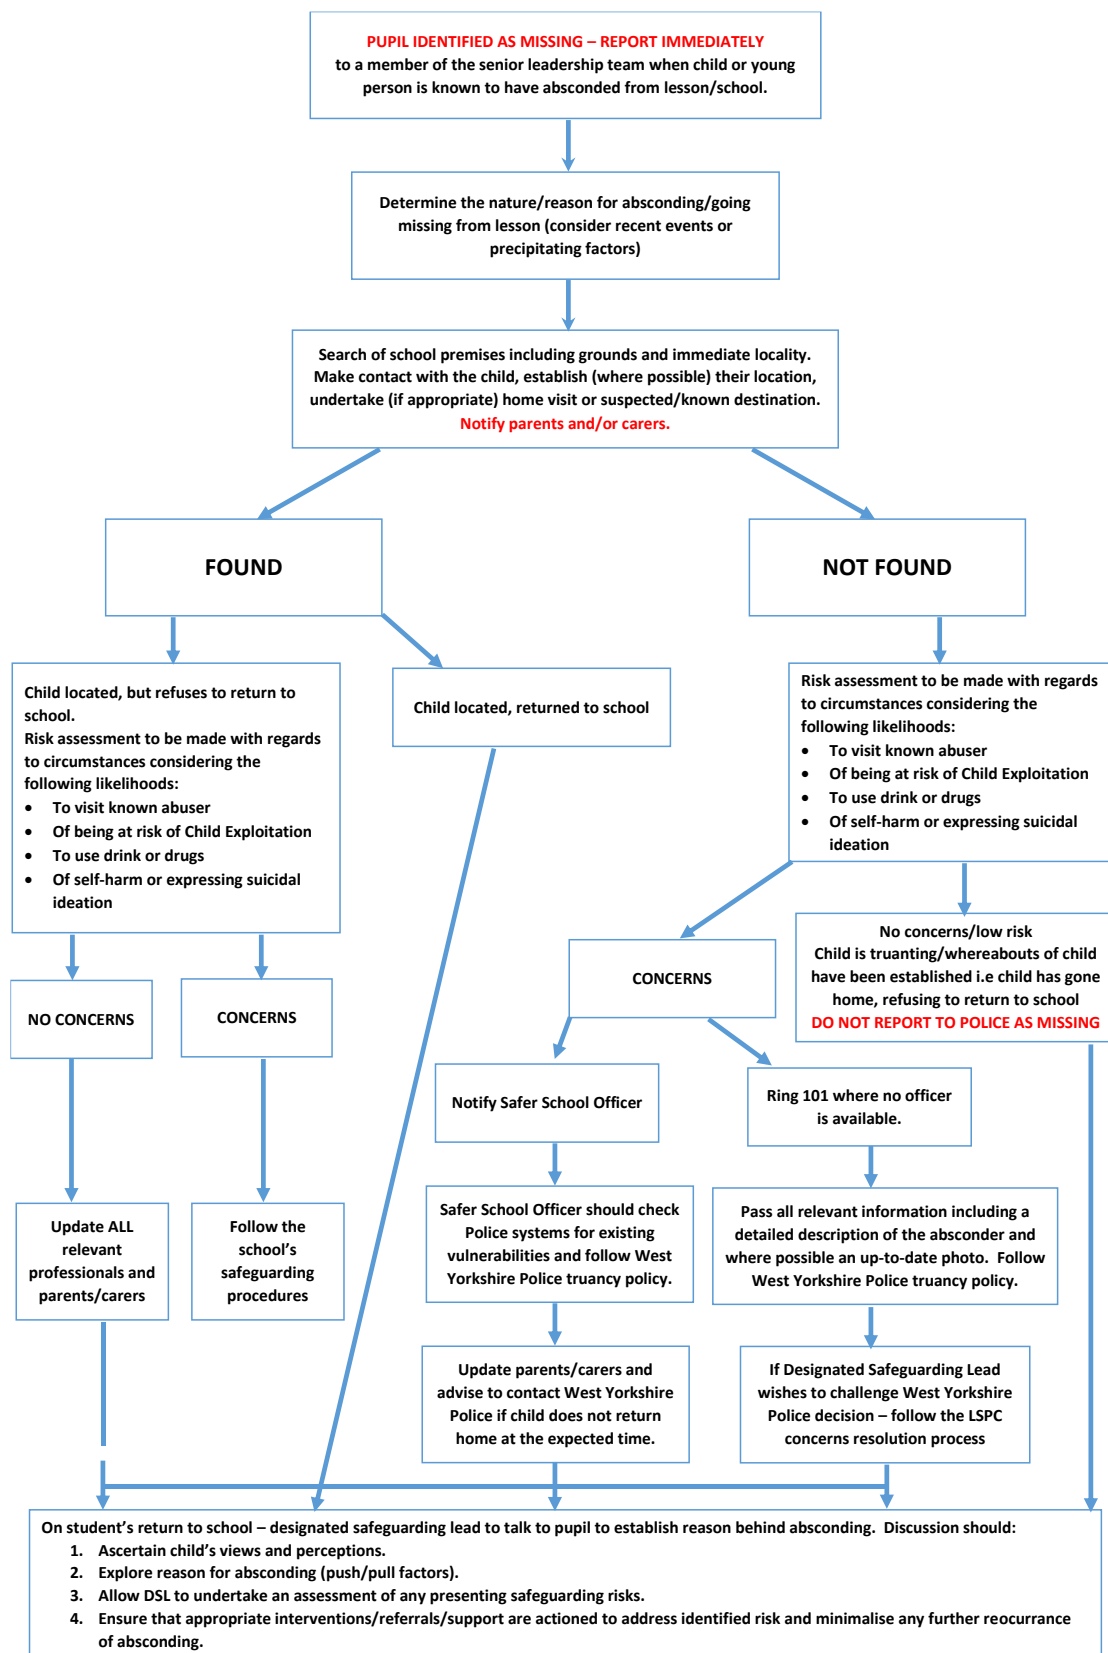 PUPIL IDENTIFIED AS MISSING – REPORT IMMEDIATELY
to a member of the senior leadership team when child or young
person is known to have absconded from lesson/school.
Determine the nature/reason for absconding/going
missing from lesson (consider recent events or
precipitating factors)
Search of school premises including grounds and immediate locality.
Make contact with the child, establish (where possible) their location,
undertake (if appropriate) home visit or suspected/known destination.
Notify parents and/or carers.
FOUND
NOT FOUND
Child located, but refuses to return to
school.
Risk assessment to be made with regards
to circumstances considering the
following likelihoods:
• To visit known abuser
• Of being at risk of Child Exploitation
• To use drink or drugs
• Of self-harm or expressing suicidal
ideation
Child located, returned to school
Risk assessment to be made with regards
to circumstances considering the
following likelihoods:
• To visit known abuser
• Of being at risk of Child Exploitation
• To use drink or drugs
• Of self-harm or expressing suicidal
ideation
NO CONCERNS
CONCERNS
CONCERNS
No concerns/low risk
Child is truanting/whereabouts of child
have been established i.e child has gone
home, refusing to return to school
DO NOT REPORT TO POLICE AS MISSING
Notify Safer School Officer
Ring 101 where no officer
is available.
Update ALL
relevant
professionals and
parents/carers
Follow the
school's
safeguarding
procedures
Safer School Officer should check
Police systems for existing
vulnerabilities and follow West
Yorkshire Police truancy policy.
Pass all relevant information including a
detailed description of the absconder and
where possible an up-to-date photo.  Follow
West Yorkshire Police truancy policy.
Update parents/carers and
advise to contact West Yorkshire
Police if child does not return
home at the expected time.
If Designated Safeguarding Lead
wishes to challenge West Yorkshire
Police decision – follow the LSPC
concerns resolution process
On student's return to school – designated safeguarding lead to talk to pupil to establish reason behind absconding.  Discussion should:
1. Ascertain child's views and perceptions.
2. Explore reason for absconding (push/pull factors).
3. Allow DSL to undertake an assessment of any presenting safeguarding risks.
4. Ensure that appropriate interventions/referrals/support are actioned to address identified risk and minimalise any further reocurrance
of absconding.